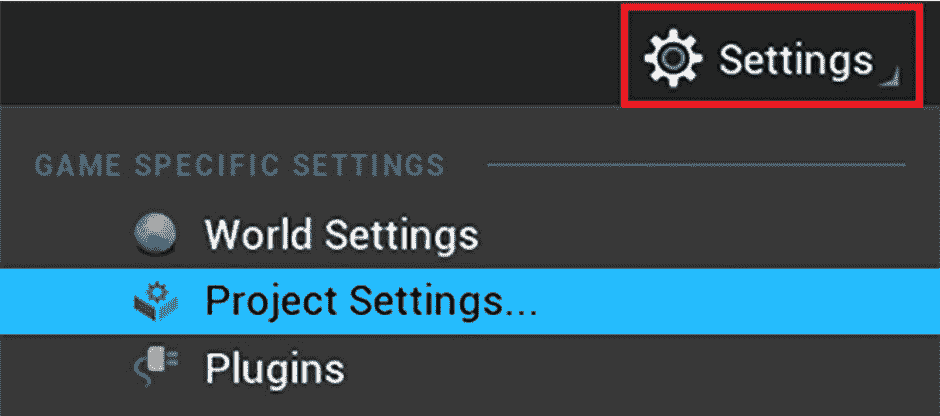 Settings
GAME SPECIFIC SETTINGS
World Settings
Project Settings...
Plugins